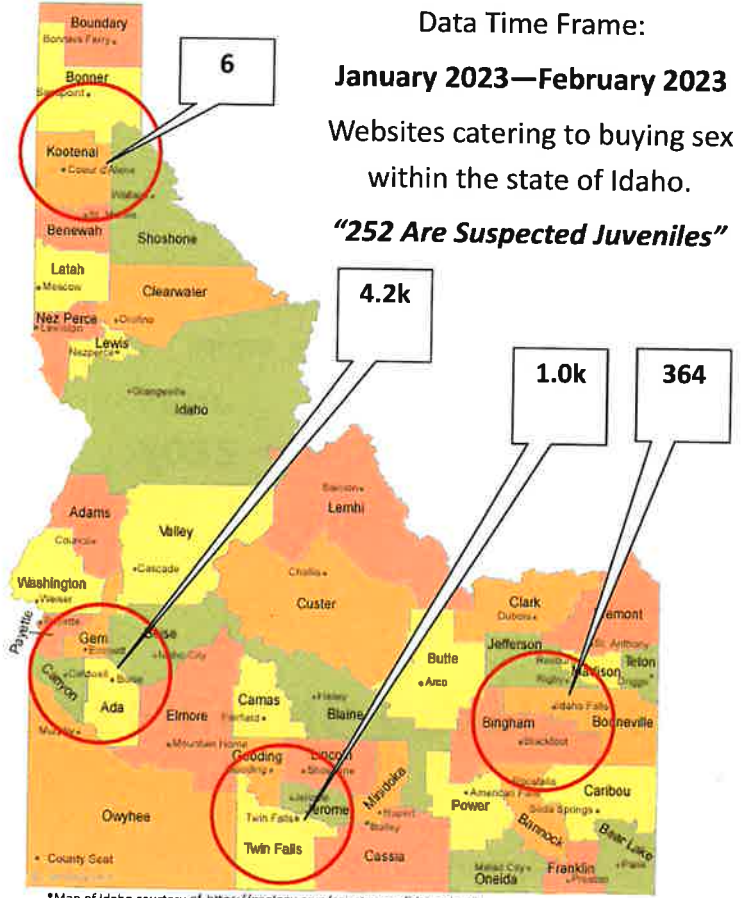 Data Time Frame:
January 2023—February 2023
Websites catering to buying sex
within the state of Idaho.
"252 Are Suspected Juveniles"
6
4.2k
1.0k
364
Boundary
Bonners Ferry
Bonner
Sandpoint
Kootenai
Coeur d'Alene
Wallace
Benewah
Shoshone
Latah
Moscow
Clearwater
Nez Perce
Orofino
Lewiston
Lewis
Nezperce
Grangeville
Idaho
Adams
Council
Valley
Cascade
Lemhi
Salmon
Washington
Weiser
Challis
Custer
Clark
Dubois
Fremont
Payette
Payette
Gem
Emmett
Boise
Idaho City
Jefferson
St. Anthony
Madison
Teton
Rexburg
Rigby
Driggs
Canyon
Caldwell
Boise
Ada
Butte
Arco
Camas
Fairfield
Hailey
Blaine
Idaho Falls
Bingham
Bonneville
Blackfoot
Murphy
Elmore
Mountain Home
Gooding
Gooding
Lincoln
Shoshone
Minidoka
Pocatello
American Falls
Caribou
Soda Springs
Power
Owyhee
Jerome
Jerome
Twin Falls
Twin Falls
Rupert
Burley
Cassia
Bannock
Bear Lake
Paris
Malad City
Oneida
Franklin
Preston
County Seat
*Map of Idaho courtesy of